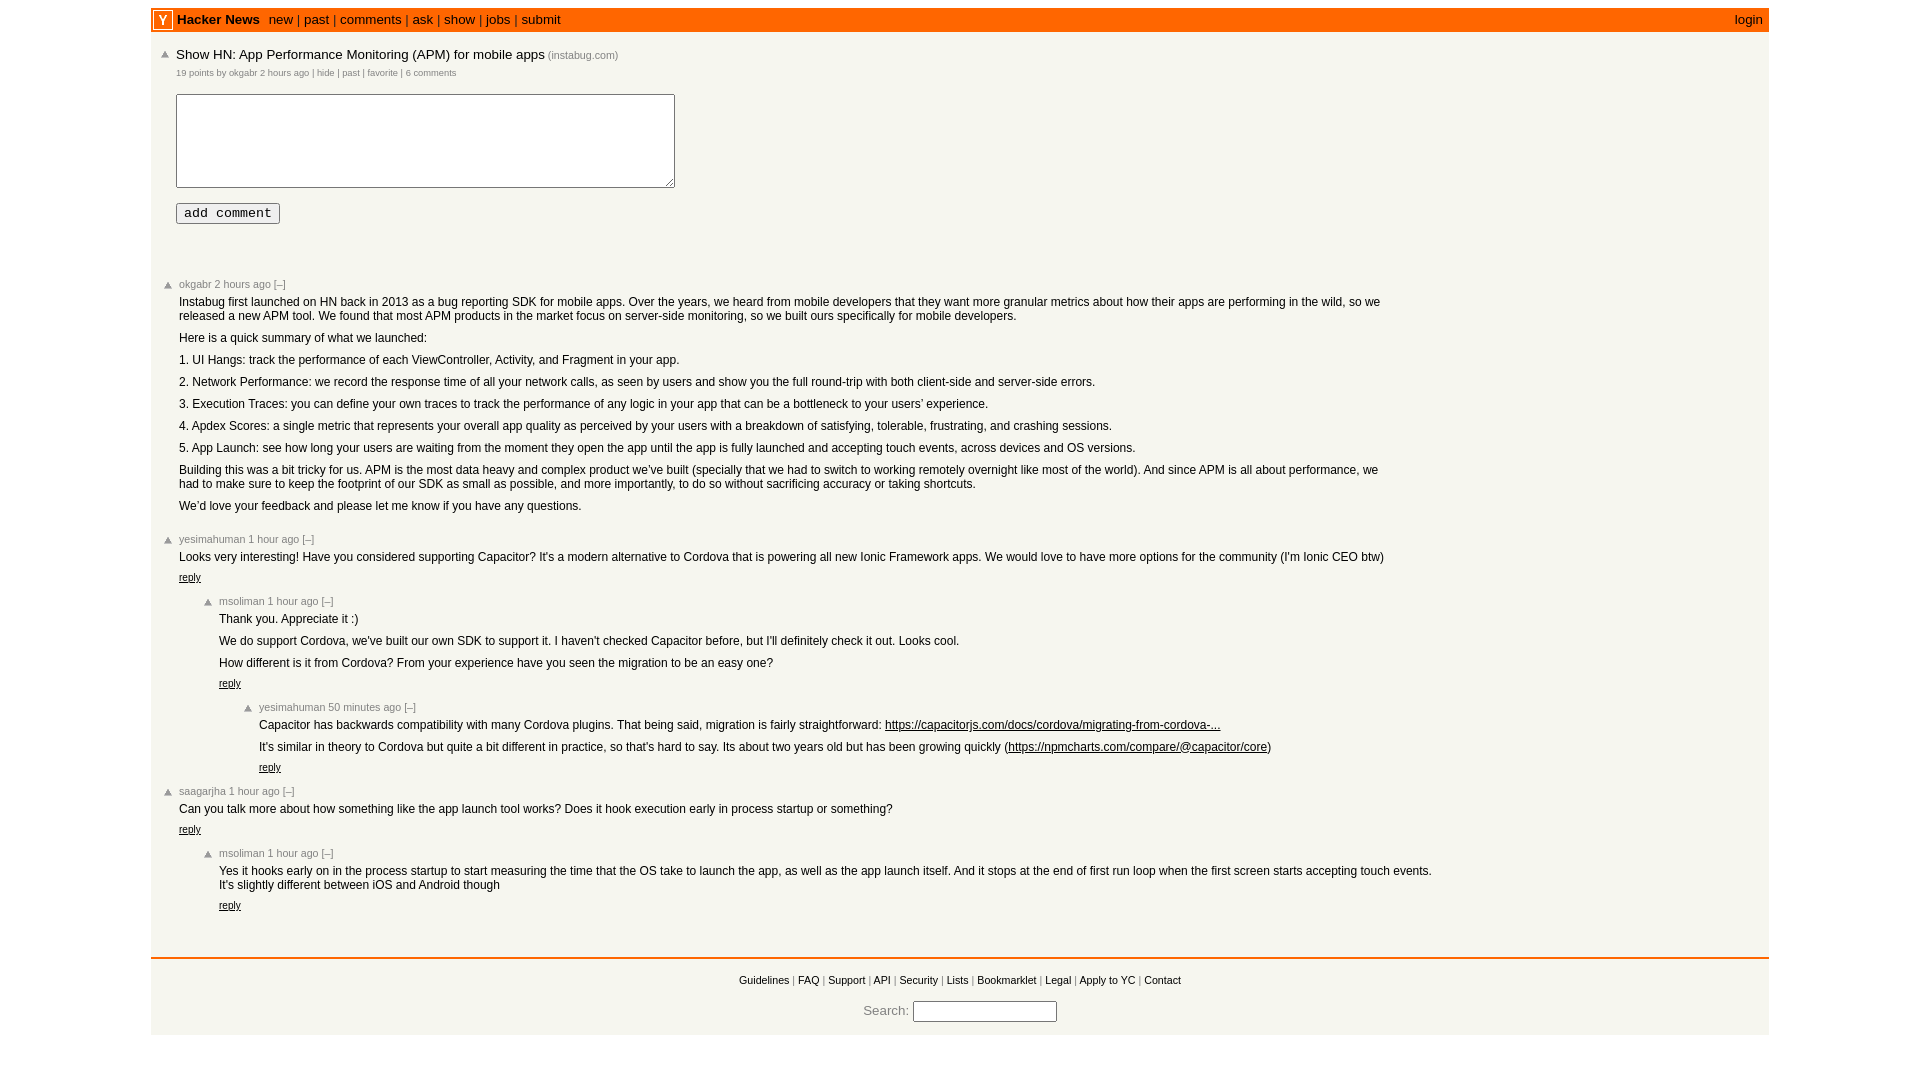 Y Hacker News new | past | comments | ask | show | jobs | submit login
Show HN: App Performance Monitoring (APM) for mobile apps (instabug.com)
19 points by okgabr 2 hours ago | hide | past | favorite | 6 comments
add comment
okgabr 2 hours ago [–]
Instabug first launched on HN back in 2013 as a bug reporting SDK for mobile apps. Over the years, we heard from mobile developers that they want more granular metrics about how their apps are performing in the wild, so we
released a new APM tool. We found that most APM products in the market focus on server-side monitoring, so we built ours specifically for mobile developers.
Here is a quick summary of what we launched:
1. UI Hangs: track the performance of each ViewController, Activity, and Fragment in your app.
2. Network Performance: we record the response time of all your network calls, as seen by users and show you the full round-trip with both client-side and server-side errors.
3. Execution Traces: you can define your own traces to track the performance of any logic in your app that can be a bottleneck to your users’ experience.
4. Apdex Scores: a single metric that represents your overall app quality as perceived by your users with a breakdown of satisfying, tolerable, frustrating, and crashing sessions.
5. App Launch: see how long your users are waiting from the moment they open the app until the app is fully launched and accepting touch events, across devices and OS versions.
Building this was a bit tricky for us. APM is the most data heavy and complex product we’ve built (specially that we had to switch to working remotely overnight like most of the world). And since APM is all about performance, we
had to make sure to keep the footprint of our SDK as small as possible, and more importantly, to do so without sacrificing accuracy or taking shortcuts.
We’d love your feedback and please let me know if you have any questions.
yesimahuman 1 hour ago [–]
Looks very interesting! Have you considered supporting Capacitor? It's a modern alternative to Cordova that is powering all new Ionic Framework apps. We would love to have more options for the community (I'm Ionic CEO btw)
reply
msoliman 1 hour ago [–]
Thank you. Appreciate it :)
We do support Cordova, we've built our own SDK to support it. I haven't checked Capacitor before, but I'll definitely check it out. Looks cool.
How different is it from Cordova? From your experience have you seen the migration to be an easy one?
reply
yesimahuman 50 minutes ago [–]
Capacitor has backwards compatibility with many Cordova plugins. That being said, migration is fairly straightforward: https://capacitorjs.com/docs/cordova/migrating-from-cordova-...
It's similar in theory to Cordova but quite a bit different in practice, so that's hard to say. Its about two years old but has been growing quickly (https://npmcharts.com/compare/@capacitor/core)
reply
saagarjha 1 hour ago [–]
Can you talk more about how something like the app launch tool works? Does it hook execution early in process startup or something?
reply
msoliman 1 hour ago [–]
Yes it hooks early on in the process startup to start measuring the time that the OS take to launch the app, as well as the app launch itself. And it stops at the end of first run loop when the first screen starts accepting touch events.
It's slightly different between iOS and Android though
reply
Guidelines | FAQ | Support | API | Security | Lists | Bookmarklet | Legal | Apply to YC | Contact
Search: